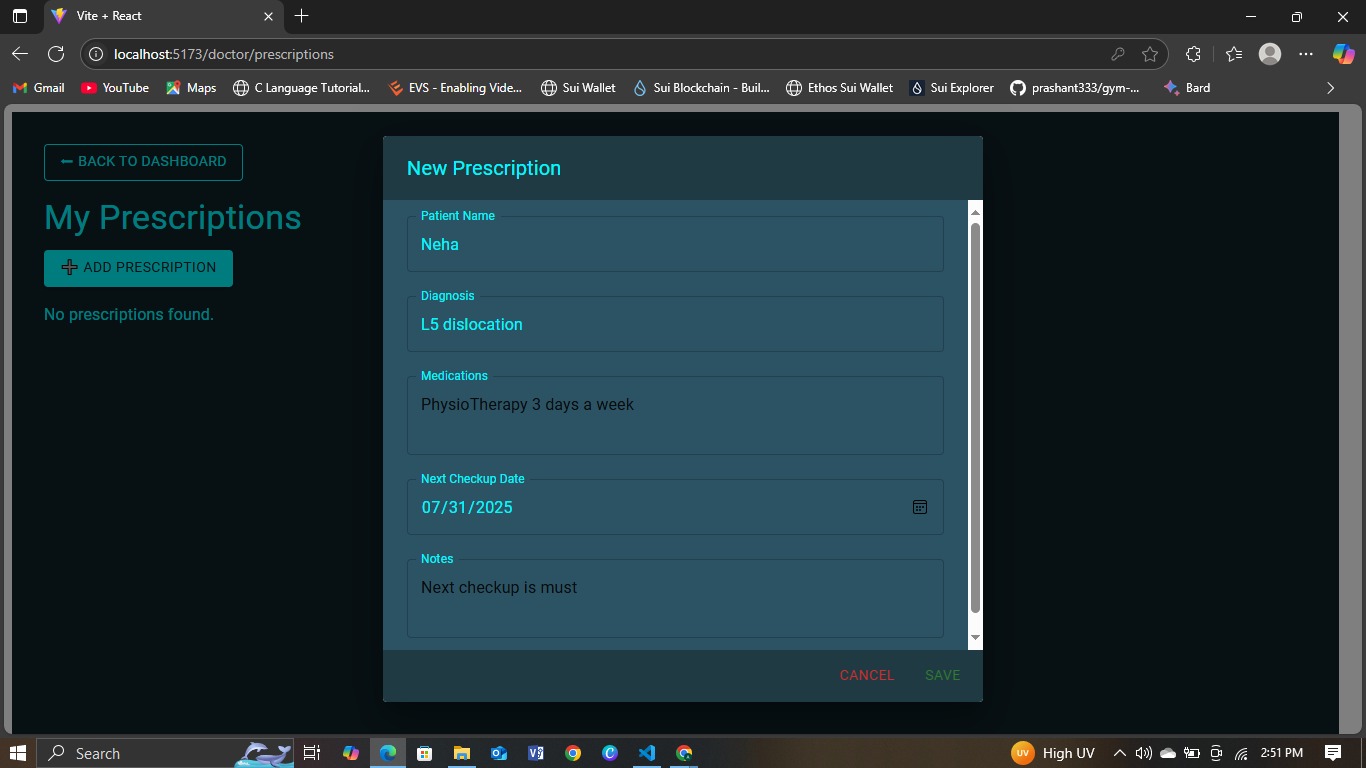 Vite + React
localhost:5173/doctor/prescriptions
Gmail
YouTube
Maps
C Language Tutorial...
EVS - Enabling Vide...
Sui Wallet
Sui Blockchain - Buil...
Ethos Sui Wallet
Sui Explorer
prashant333/gym-...
Bard
BACK TO DASHBOARD
My Prescriptions
ADD PRESCRIPTION
No prescriptions found.
New Prescription
Patient Name
Neha
Diagnosis
L5 dislocation
Medications
PhysioTherapy 3 days a week
Next Checkup Date
07/31/2025
Notes
Next checkup is must
CANCEL
SAVE
Search
UV
High UV
2:51 PM